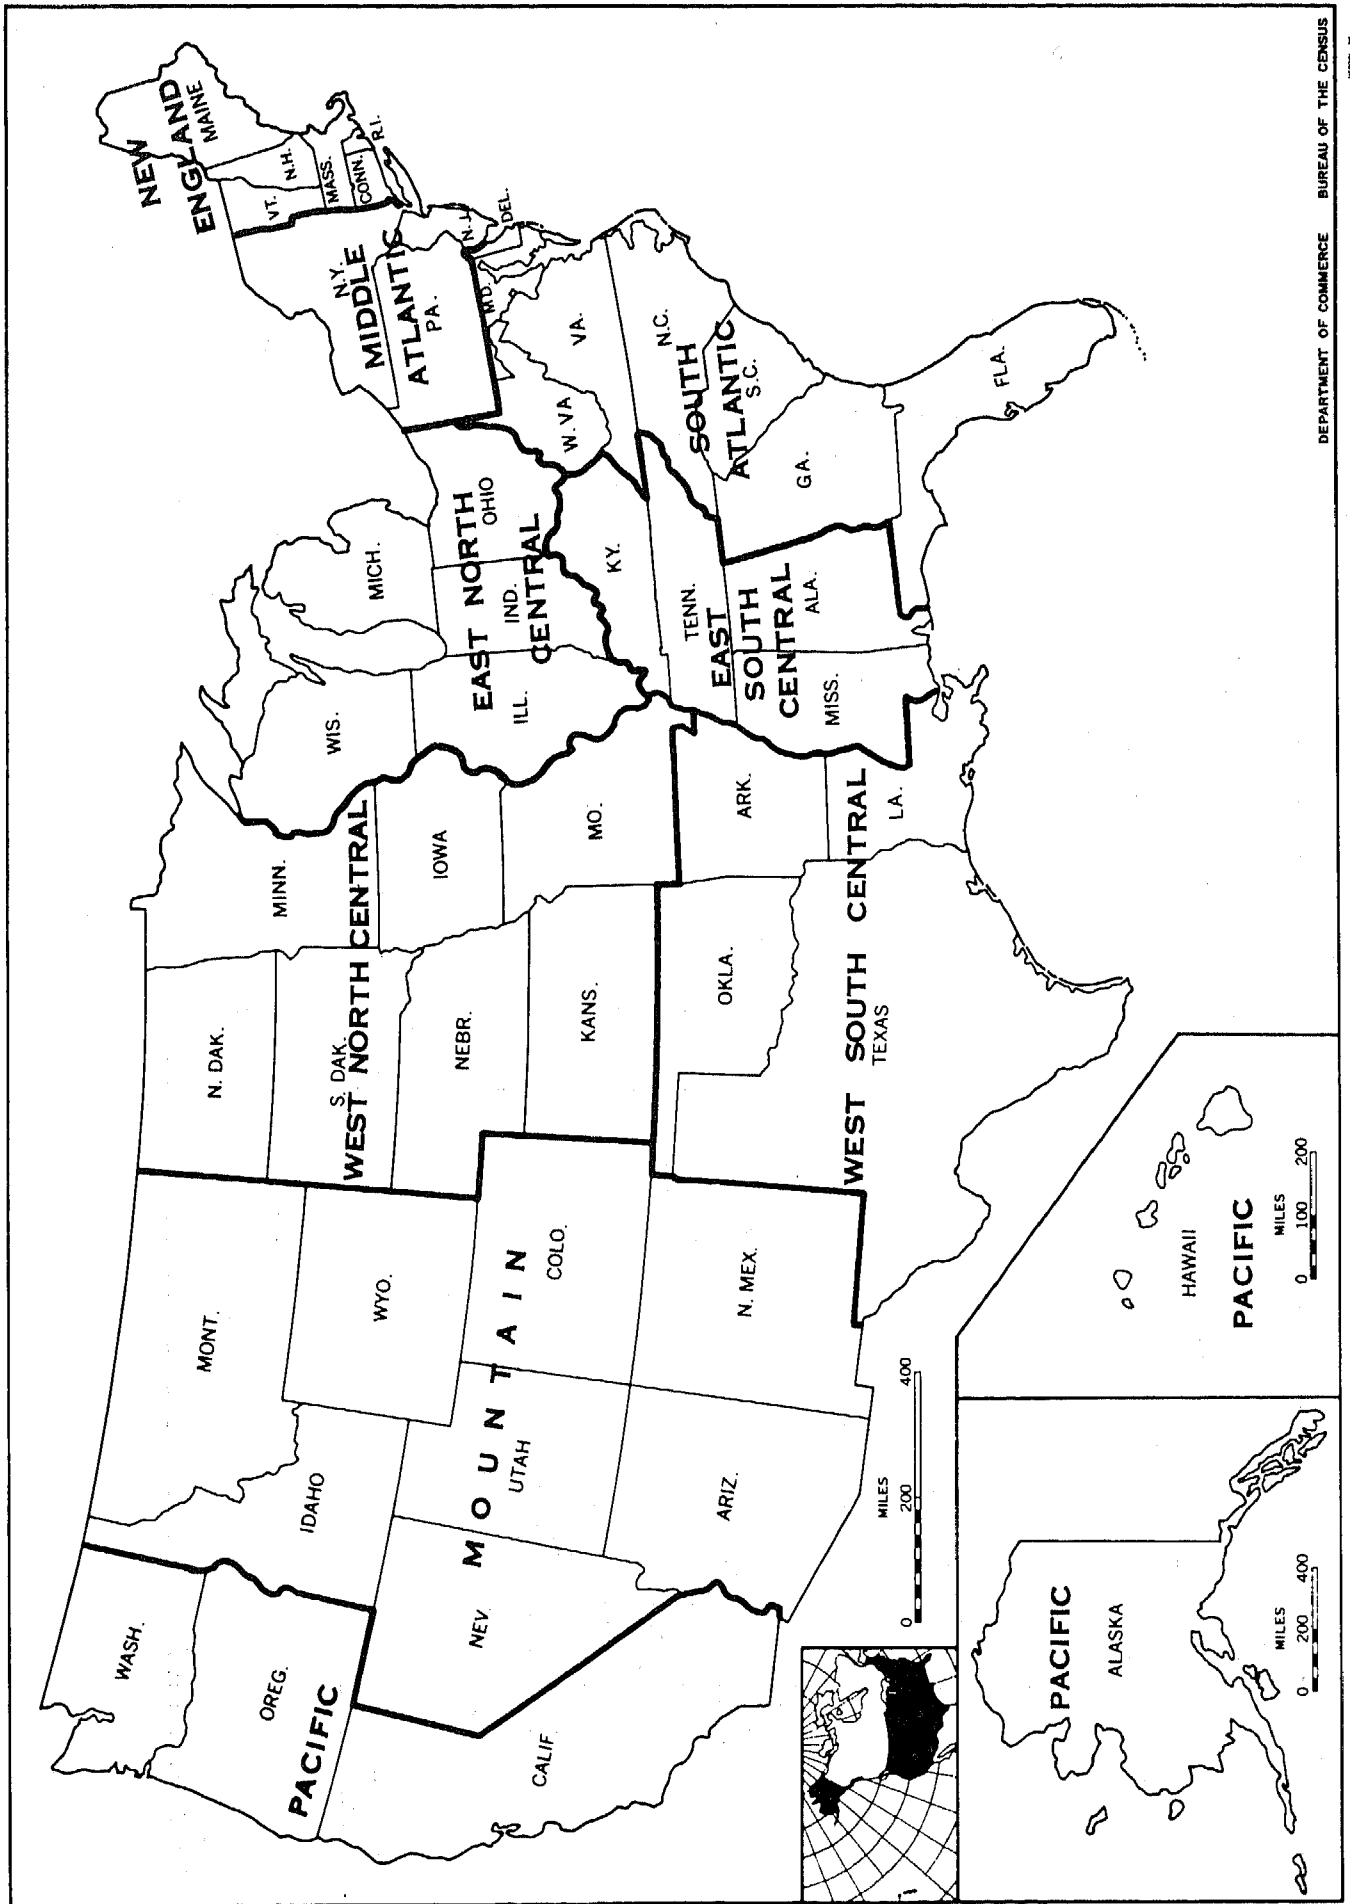 NEW
ENGLAND
MAINE
N.H.
VT.
MASS.
CONN.
R.I.
N.Y.
MIDDLE
ATLANTIC
PA.
N.J.
DEL.
MD.
VA.
W.VA
N.C.
SOUTH
ATLANTIC
S.C.
GA.
FLA.
MICH.
OHIO
EAST NORTH
IND.
CENTRAL
ILL.
WIS.
KY.
TENN.
EAST
SOUTH
CENTRAL
ALA.
MISS.
MINN.
IOWA
MO.
N. DAK.
S. DAK.
WEST NORTH CENTRAL
NEBR.
KANS.
ARK.
LA.
OKLA.
WEST SOUTH CENTRAL
TEXAS
MONT.
WYO.
COLO.
N. MEX.
IDAHO
MOUNTAIN
UTAH
ARIZ.
NEV.
WASH.
OREG.
PACIFIC
CALIF
MILES
0 200 400
PACIFIC
ALASKA
MILES
0 200 400
HAWAII
PACIFIC
MILES
0 100 200
DEPARTMENT OF COMMERCE BUREAU OF THE CENSUS